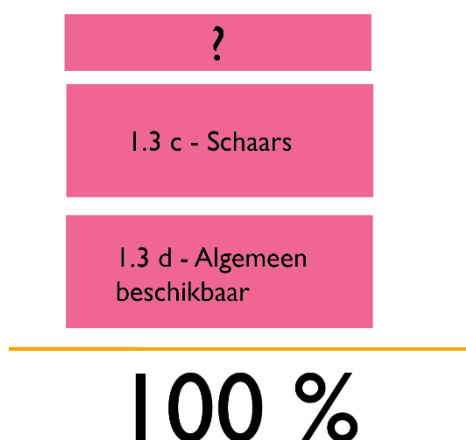 ?
1.3 c - Schaars
1.3 d - Algemeen
beschikbaar
100 %